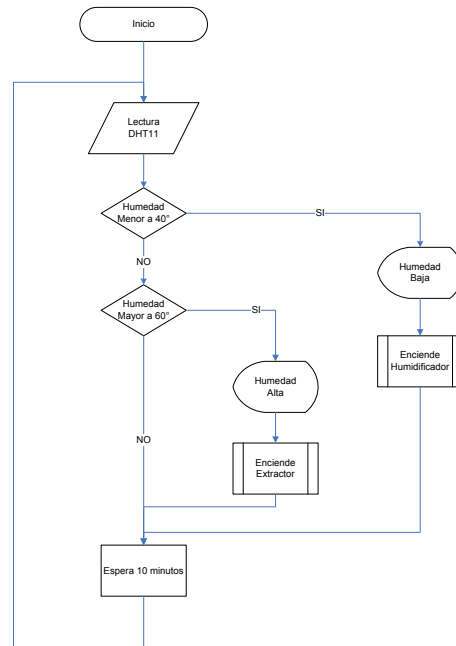 Inicio
Lectura
DHT11
Humedad
Menor a 40°
SI
NO
Humedad
Baja
Humedad
Mayor a 60°
SI
Enciende
Humidificador
Humedad
Alta
NO
Enciende
Extractor
Espera 10 minutos